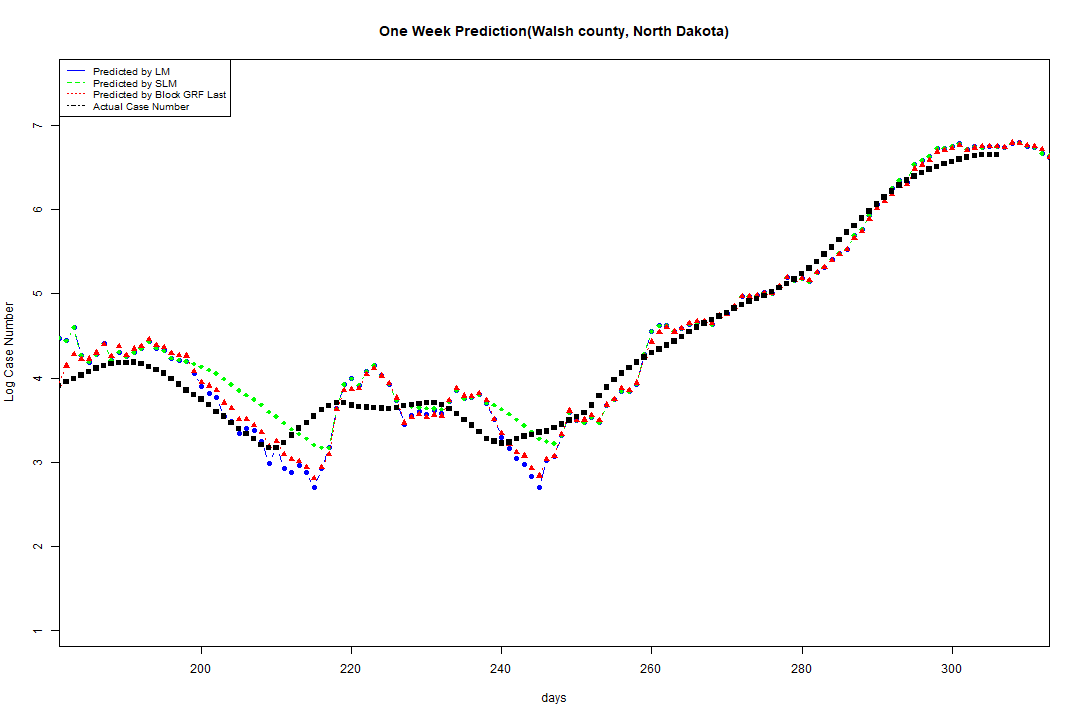 One Week Prediction(Walsh county, North Dakota)
Predicted by LM
Predicted by SLM
Predicted by Block GRF Last
Actual Case Number
7
6
5
4
3
2
1
Log Case Number
200 220 240 260 280 300
days